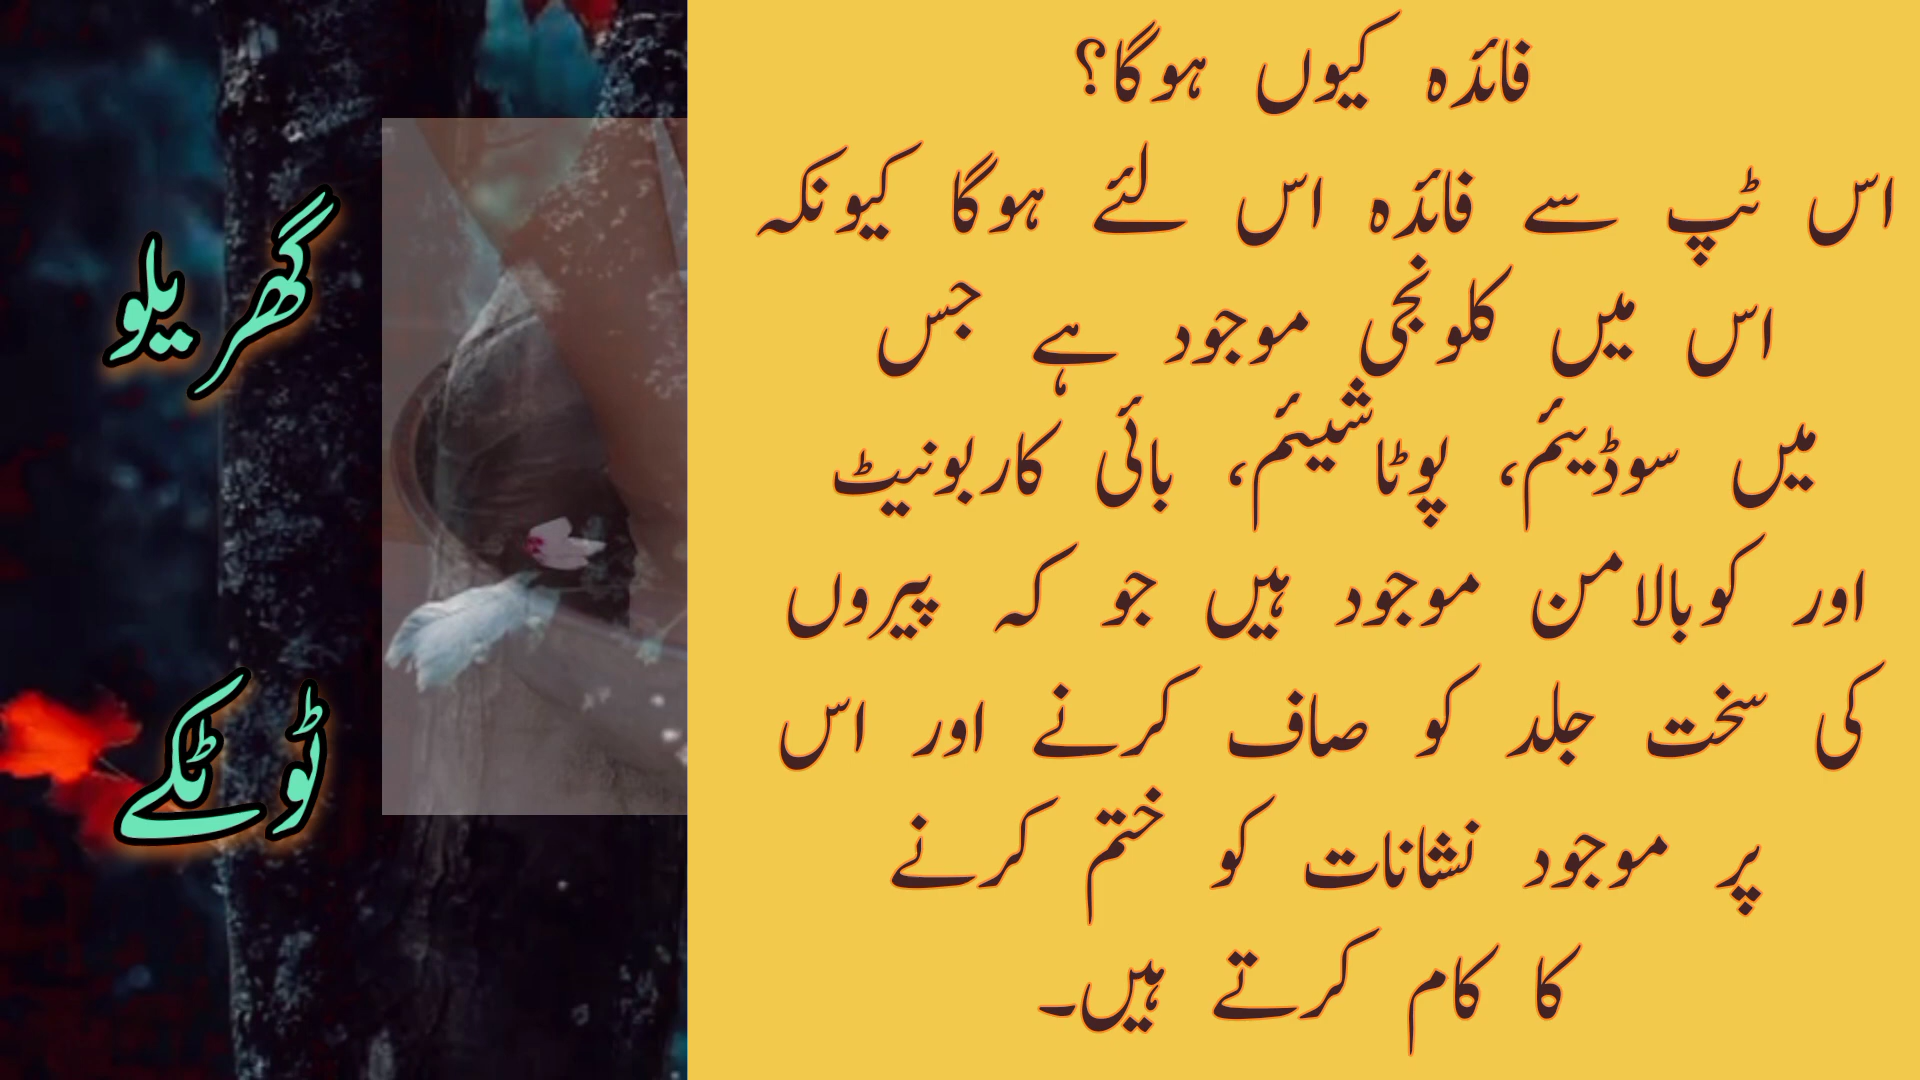 فائدہ کیوں ہوگا؟
اس ٹپ سے فائدہ اس لئے ہوگا کیونکہ
اس میں کلونجی موجود ہے جس
میں سوڈیئم، پوٹاشیئم، بائی کاربونیٹ
اور کوبالامن موجود ہیں جو کہ پیروں
کی سخت جلد کو صاف کرنے اور اس
پر موجود نشانات کو ختم کرنے
کا کام کرتے ہیں۔
گھریلو
ٹوٹکے